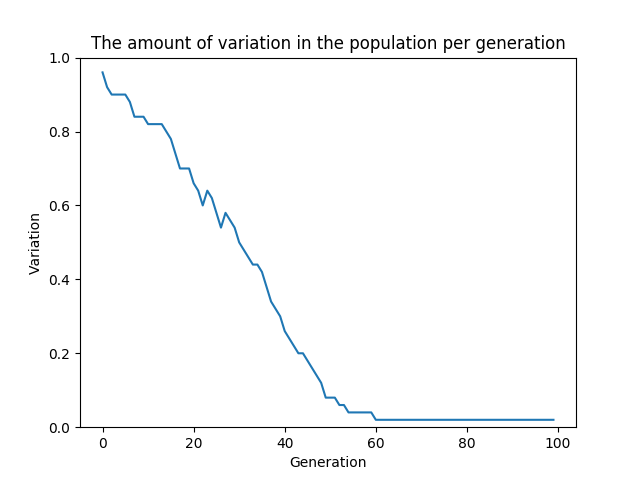 The amount of variation in the population per generation
1.0
0.8
0.6
0.4
0.2
0.0
Variation
0 20 40 60 80 100
Generation